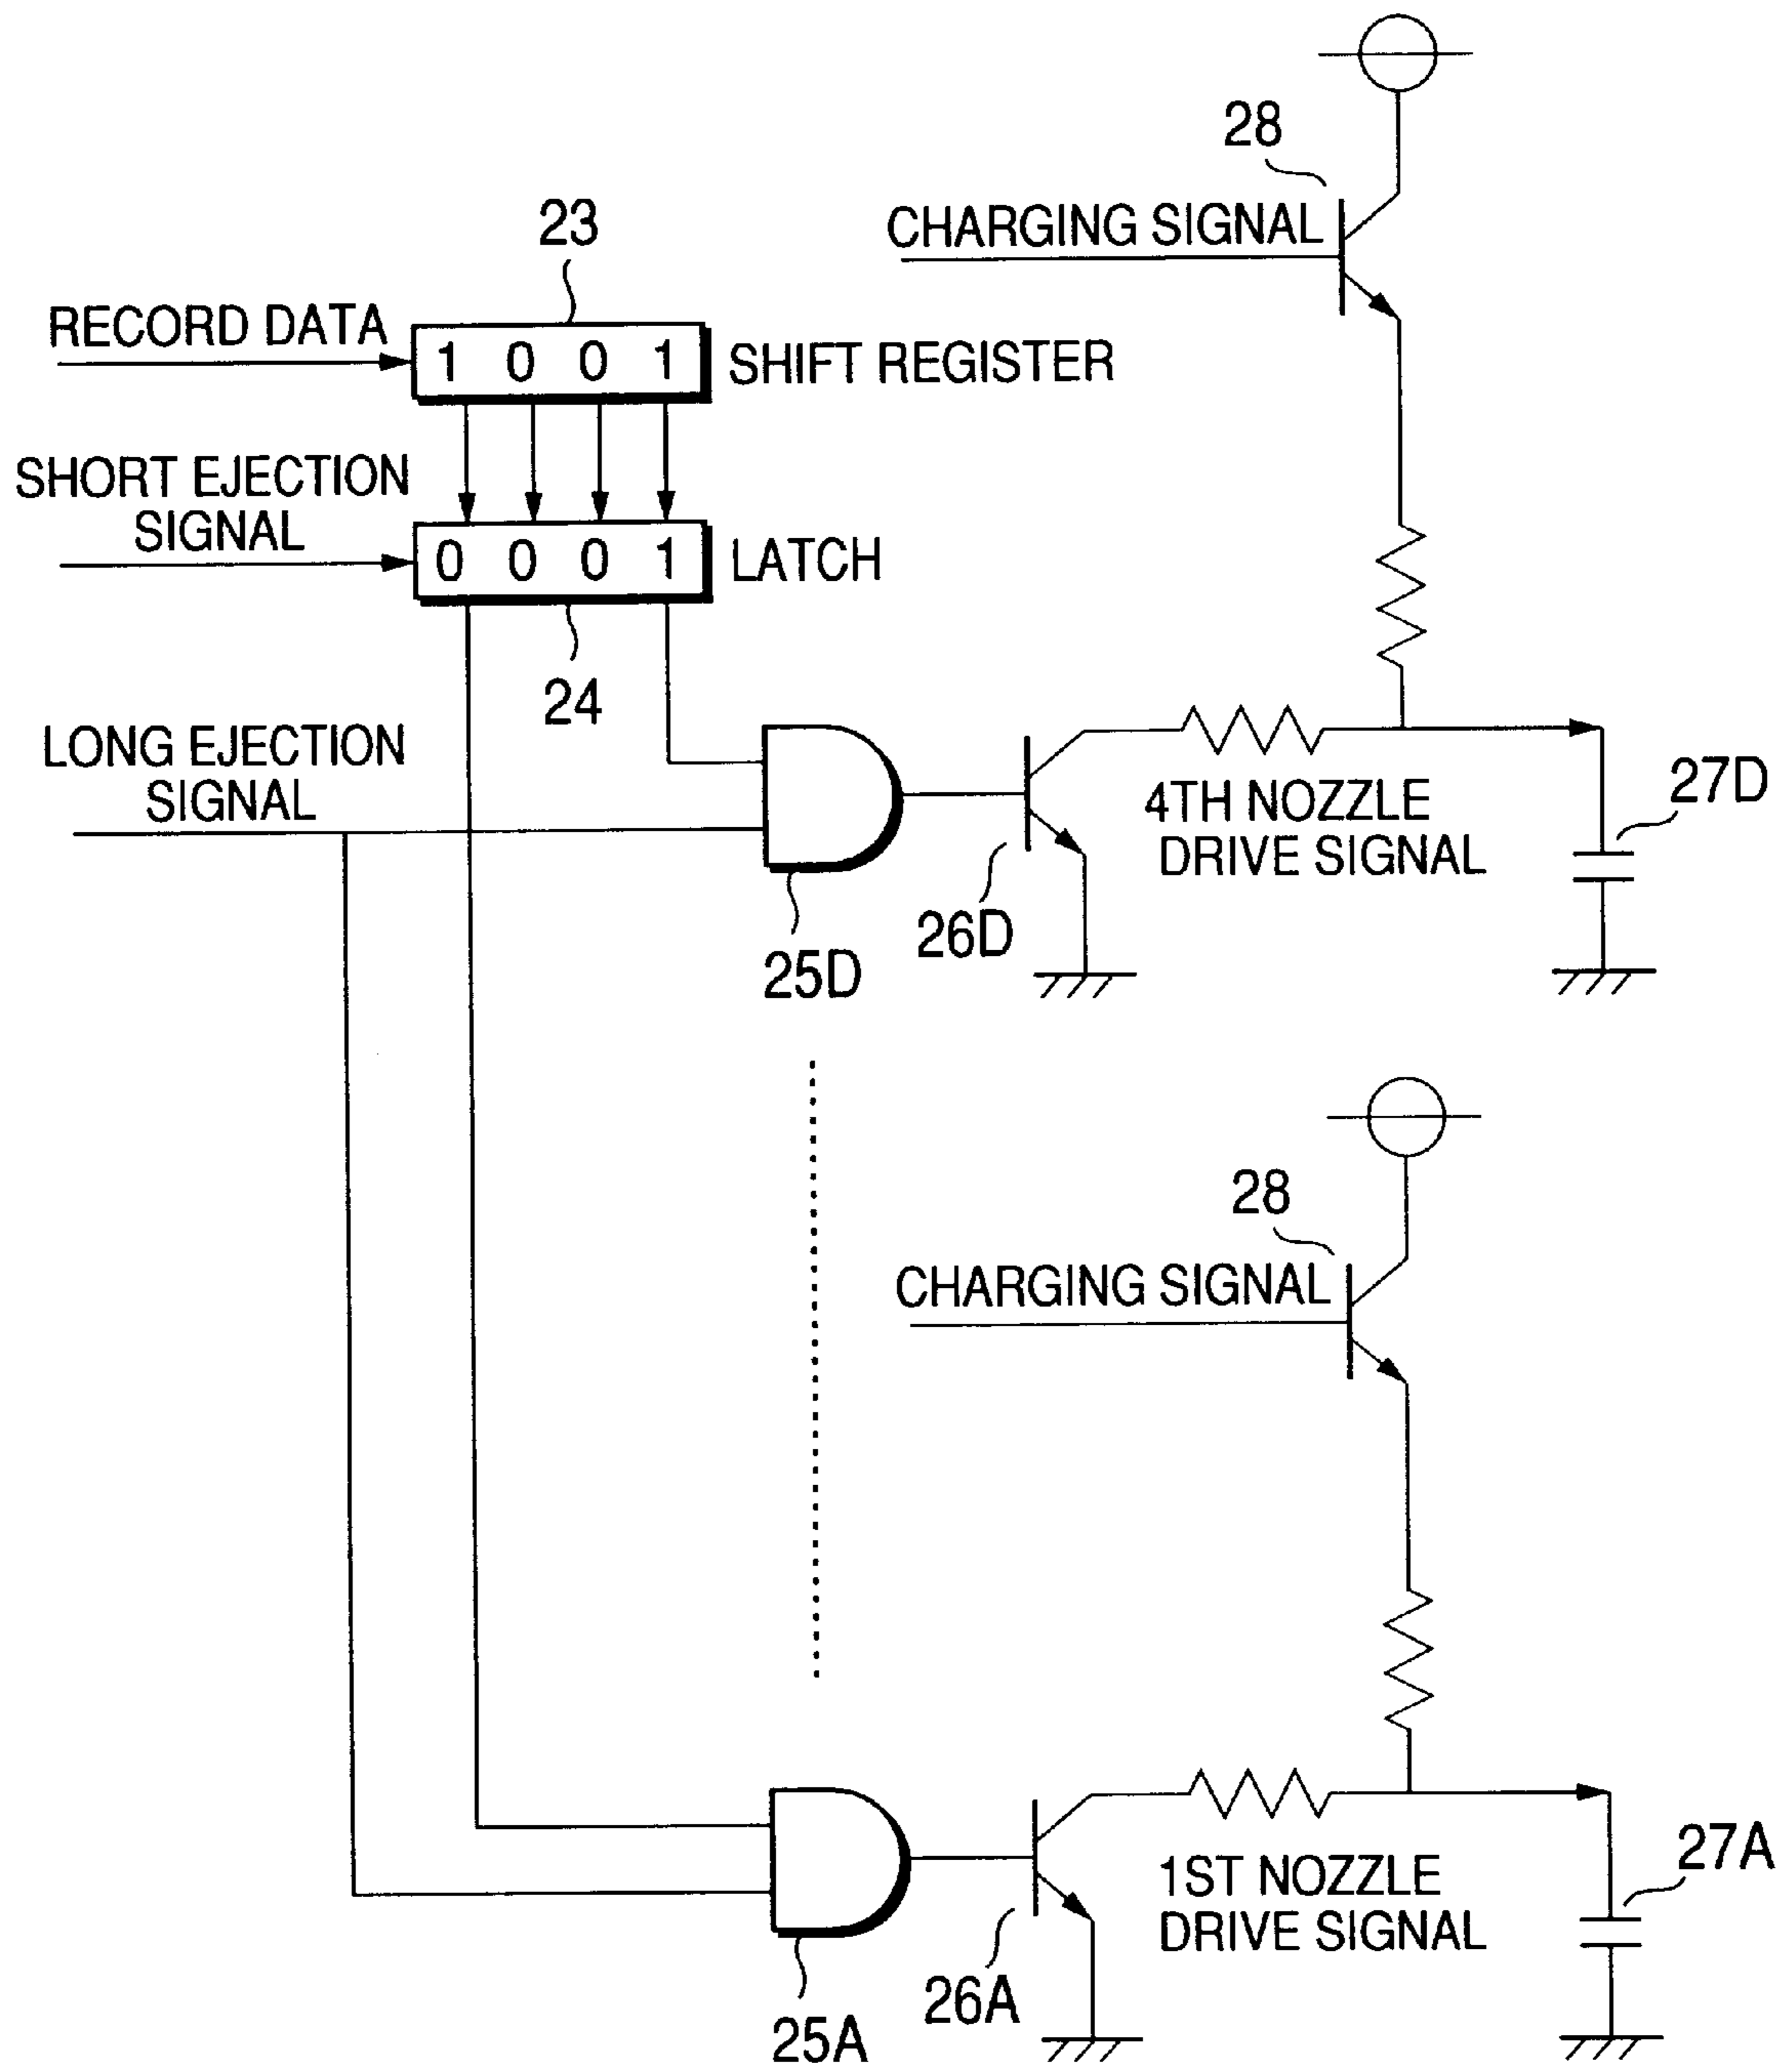 28
CHARGING SIGNAL
23
RECORD DATA
1 0 0 1
SHIFT REGISTER
SHORT EJECTION
SIGNAL
0 0 0 1
LATCH
24
LONG EJECTION
SIGNAL
25D
26D
4TH NOZZLE
DRIVE SIGNAL
27D
28
CHARGING SIGNAL
25A
26A
1ST NOZZLE
DRIVE SIGNAL
27A